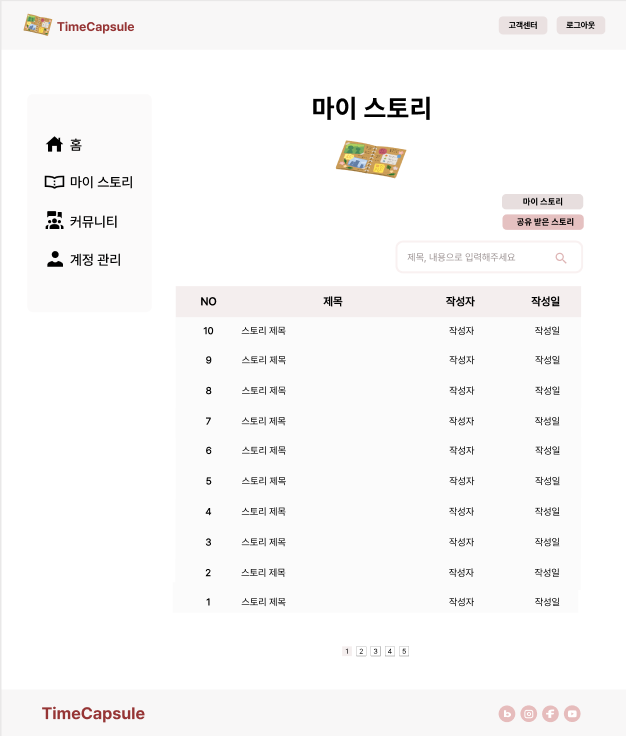 TimeCapsule
고객센터
로그아웃
홈
마이 스토리
커뮤니티
계정 관리
마이 스토리
마이 스토리
공유 받은 스토리
제목, 내용으로 입력해주세요
NO 제목 작성자 작성일
10 스토리 제목 작성자 작성일
9 스토리 제목 작성자 작성일
8 스토리 제목 작성자 작성일
7 스토리 제목 작성자 작성일
6 스토리 제목 작성자 작성일
5 스토리 제목 작성자 작성일
4 스토리 제목 작성자 작성일
3 스토리 제목 작성자 작성일
2 스토리 제목 작성자 작성일
1 스토리 제목 작성자 작성일
1 2 3 4 5
TimeCapsule